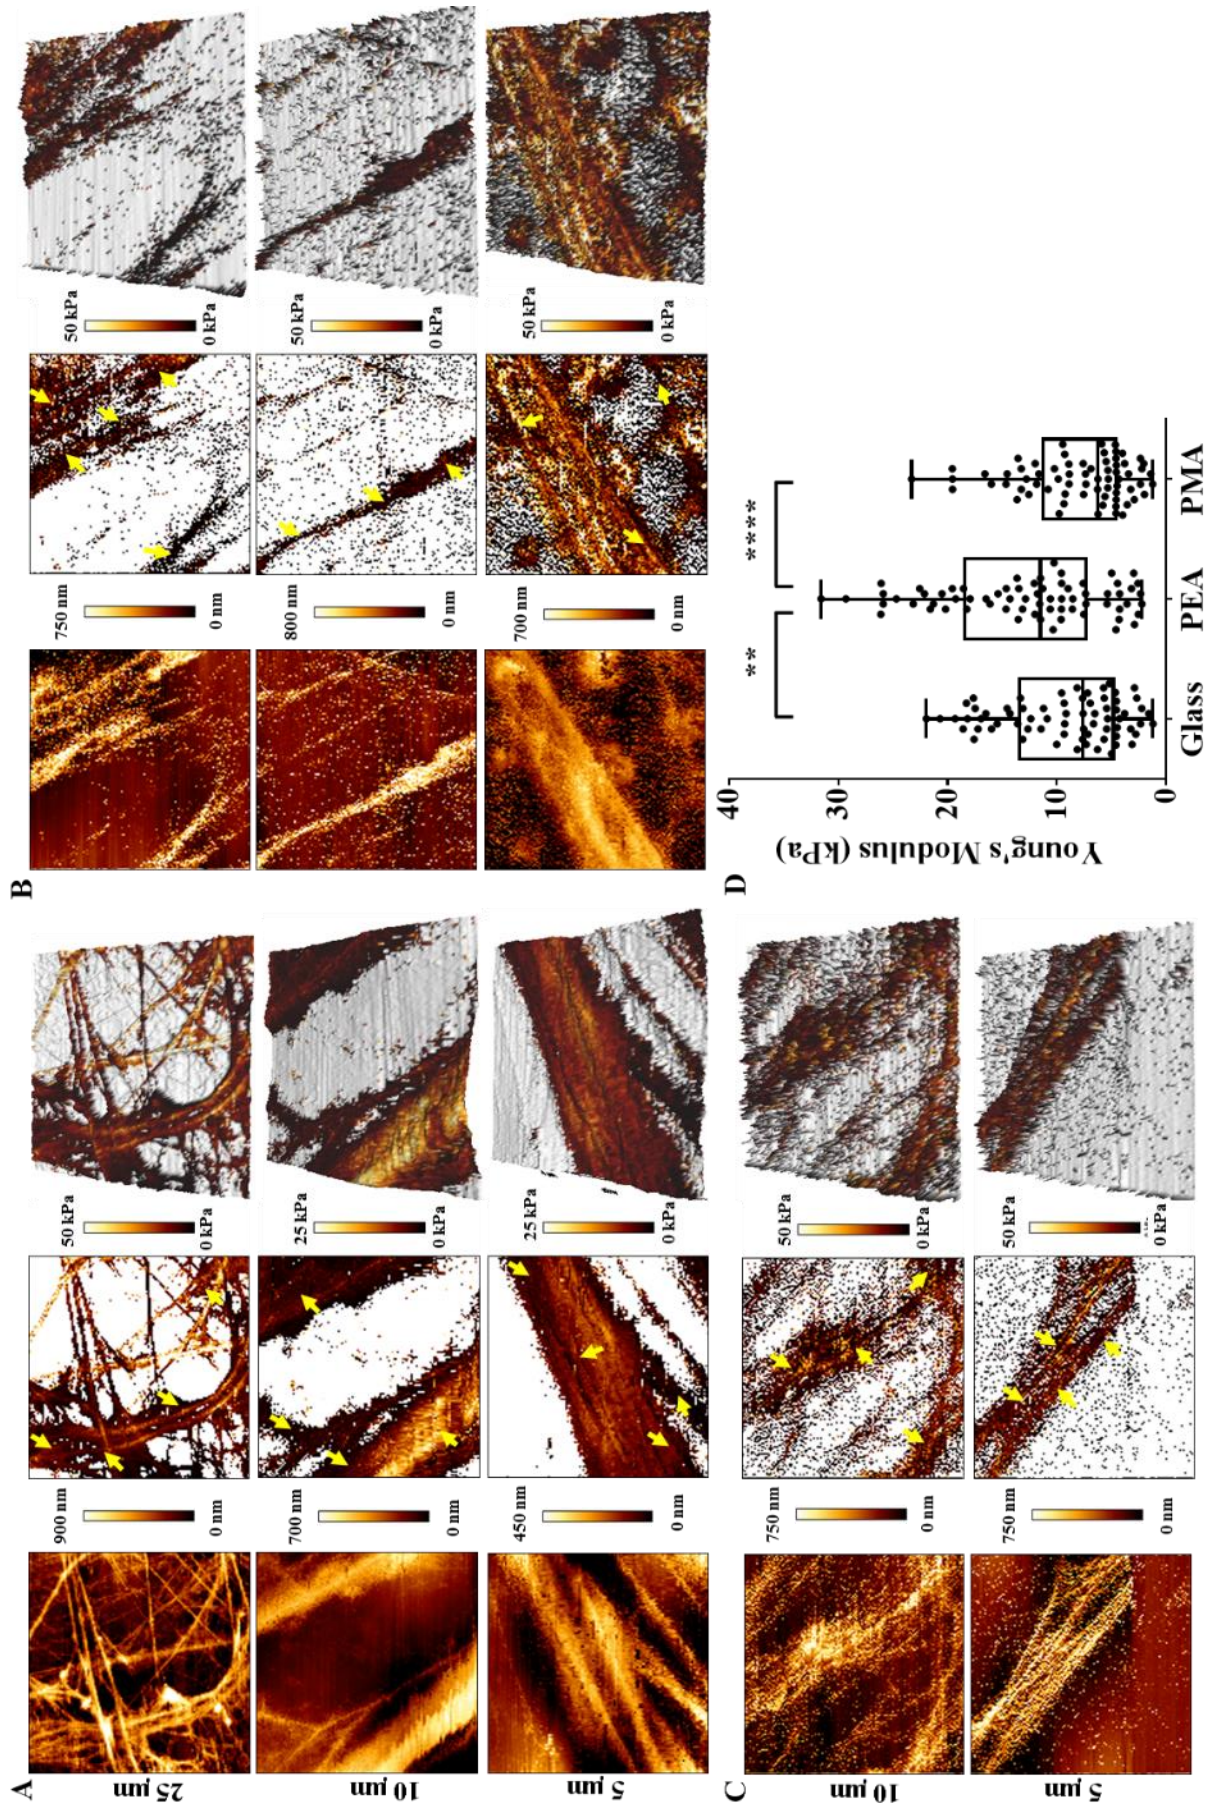 A
25 µm
900 nm
0 nm
50 kPa
0 kPa
10 µm
700 nm
0 nm
25 kPa
0 kPa
5 µm
450 nm
0 nm
25 kPa
0 kPa
B
750 nm
0 nm
50 kPa
0 kPa
800 nm
0 nm
50 kPa
0 kPa
700 nm
0 nm
50 kPa
0 kPa
C
10 µm
750 nm
0 nm
50 kPa
0 kPa
5 µm
750 nm
0 nm
50 kPa
0 kPa
D
Young's Modulus (kPa)
40
30
20
10
0
**
****
Glass PEA PMA